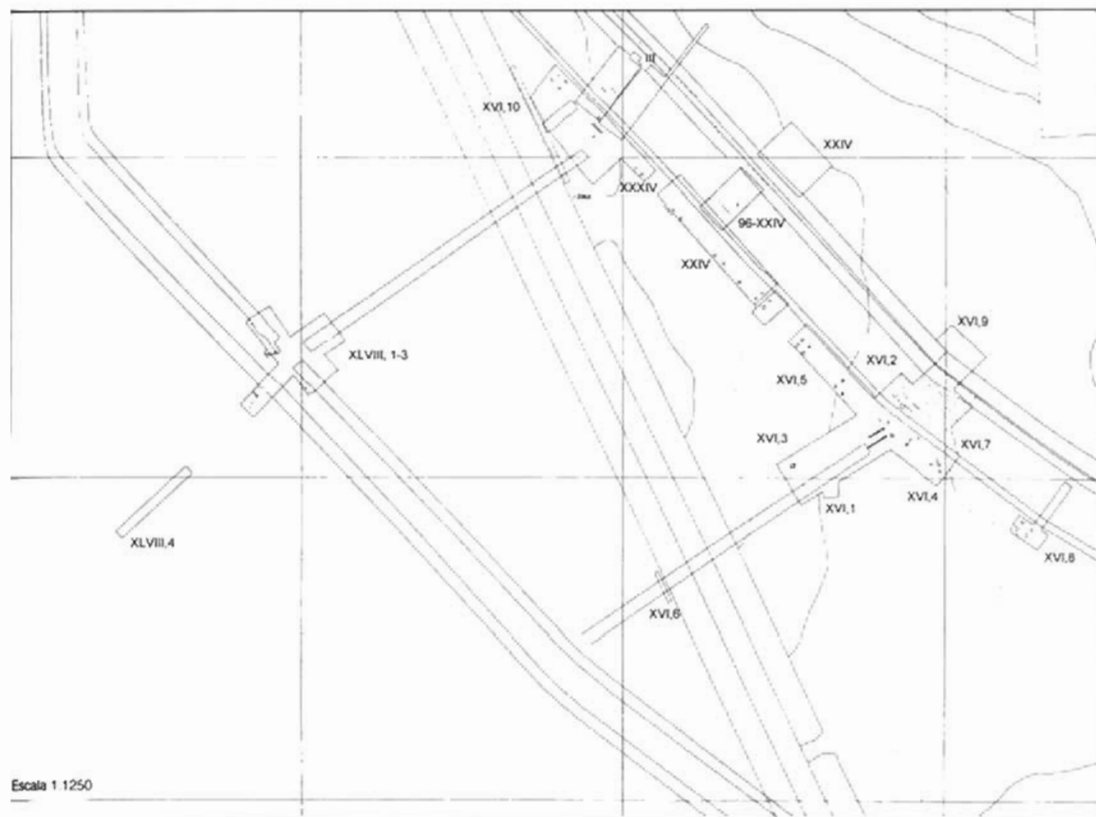 III
XVI,10
XXIV
XXXIV
96-XXIV
XXIV
XVI,9
XLVIII, 1-3
XVI,2
XVI,5
XVI,3
XVI,7
XVI,4
XVI,1
XLVIII,4
XVI,8
XVI,6
Escala 1:1250